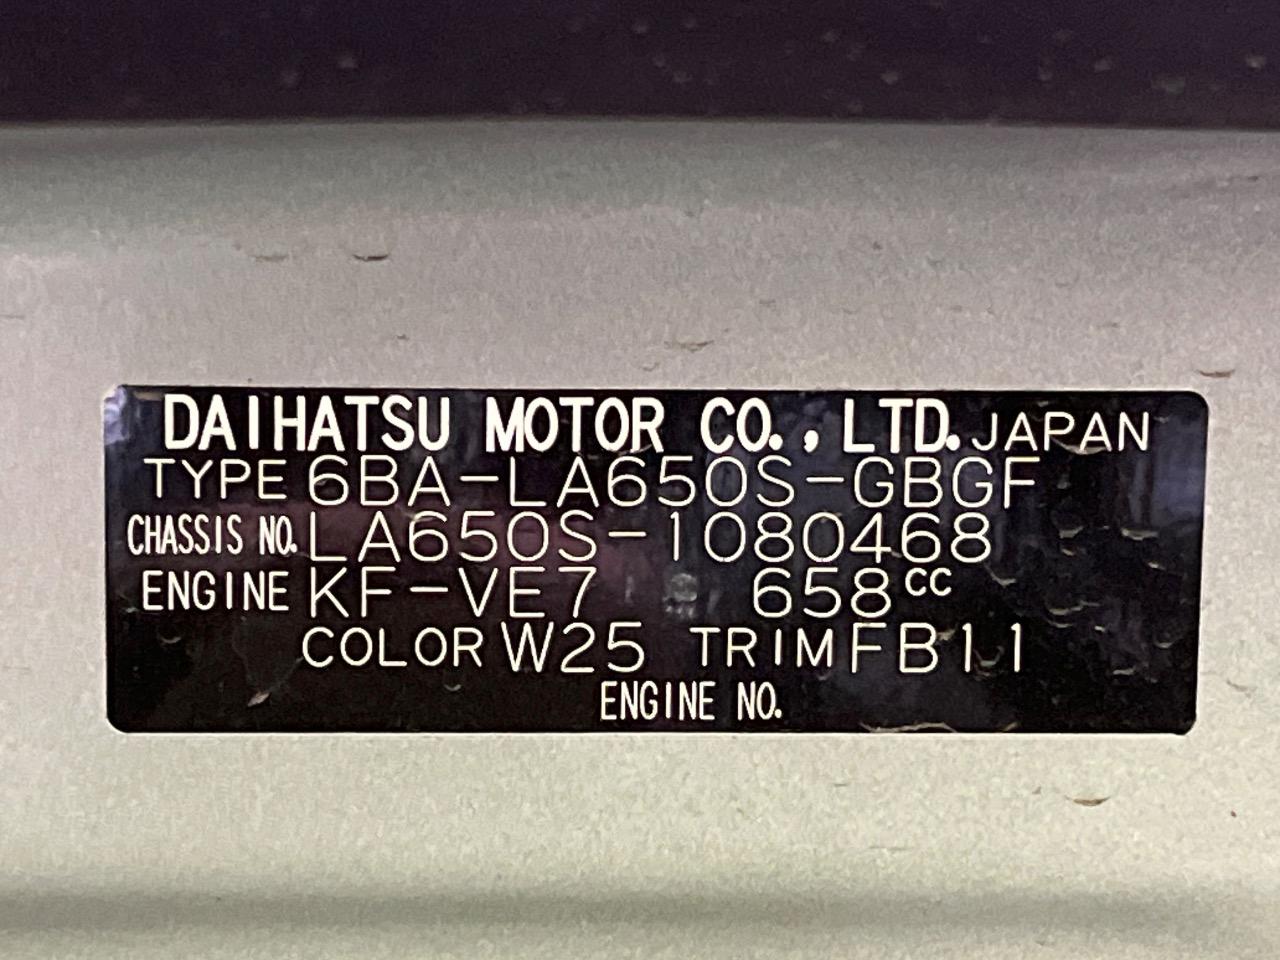 DAIHATSU MOTOR CO., LTD. JAPAN
TYPE 6BA-LA650S-GBGF
CHASSIS NO. LA650S-1080468
ENGINE KF-VE7 658cc
COLOR W25 TRIM FB11
ENGINE NO.